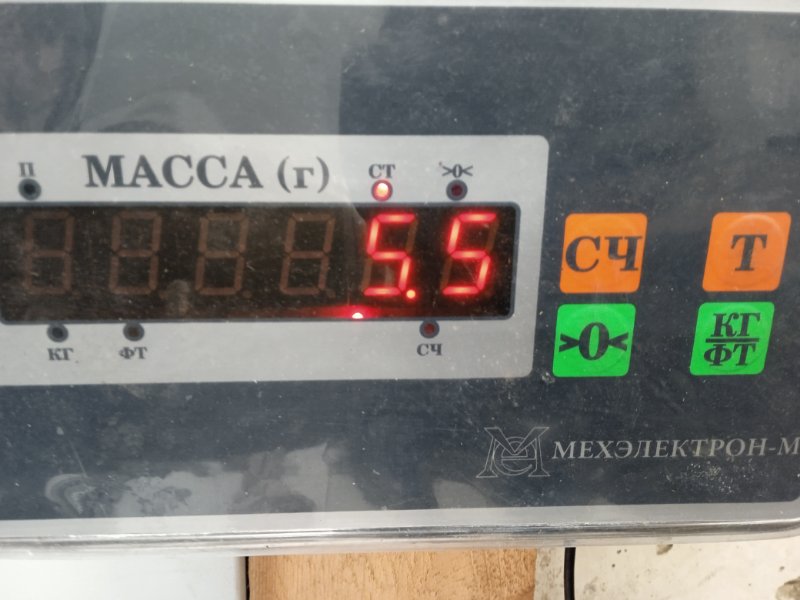 П МАССА (г) СТ >0<
5.5
КГ ФТ СЧ
СЧ Т
>0< КГ/ФТ
МЕХЭЛЕКТРОН-М